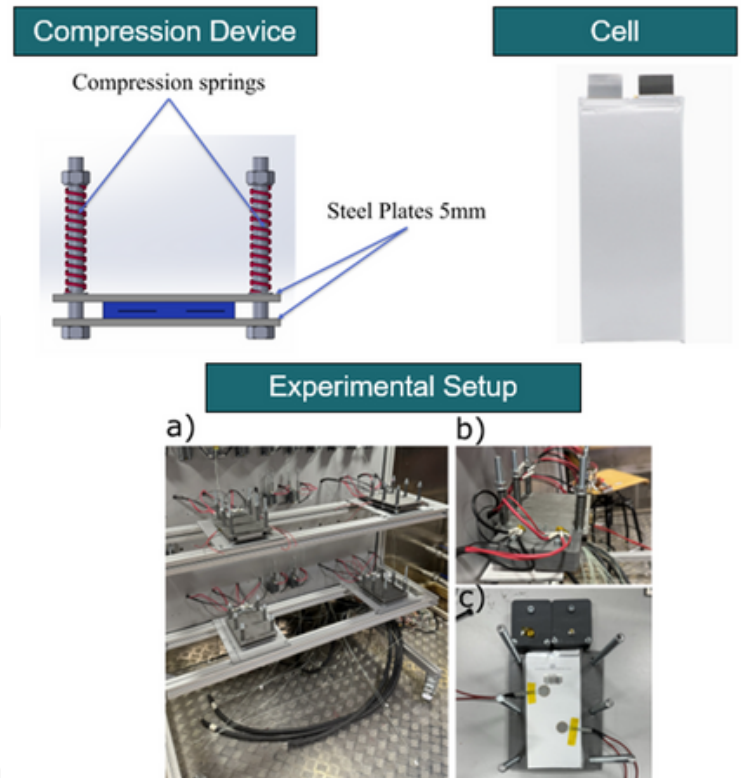 Compression Device
Cell
Compression springs
Steel Plates 5mm
Experimental Setup
a)
b)
c)